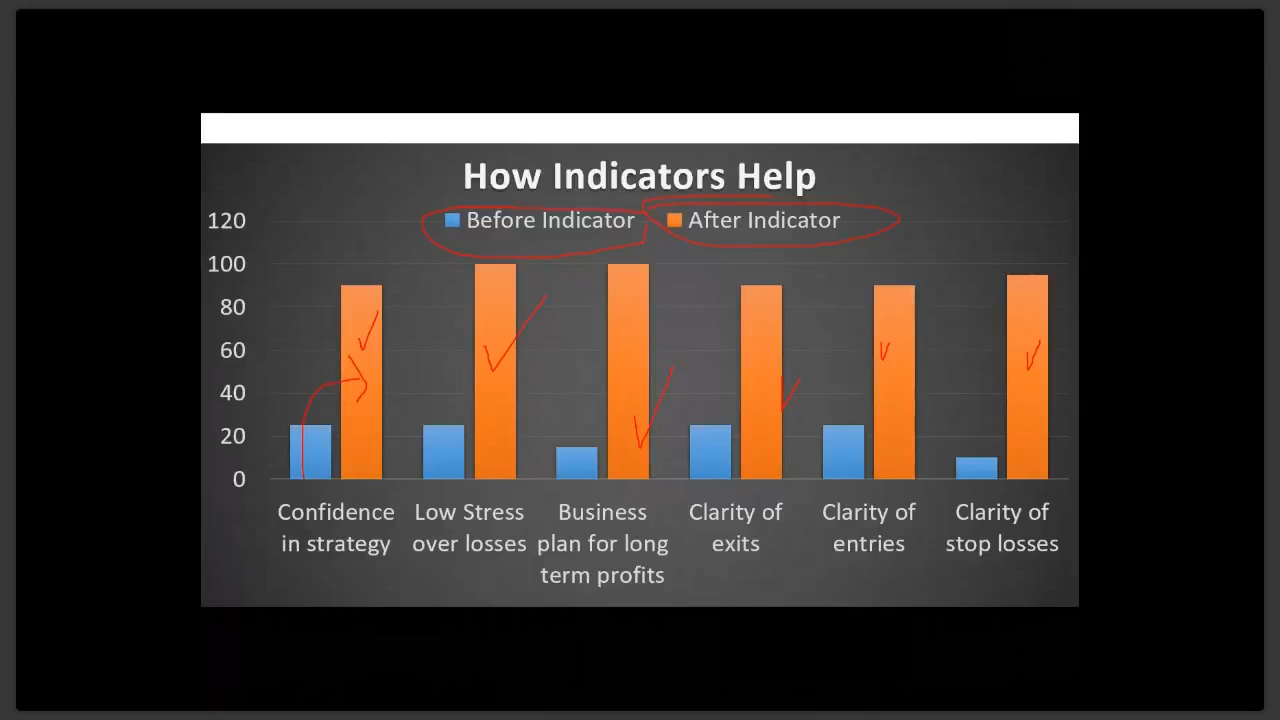 How Indicators Help
Before Indicator After Indicator
120
100
80
60
40
20
0
Confidence Low Stress Business Clarity of Clarity of Clarity of
in strategy over losses plan for long exits entries stop losses
term profits